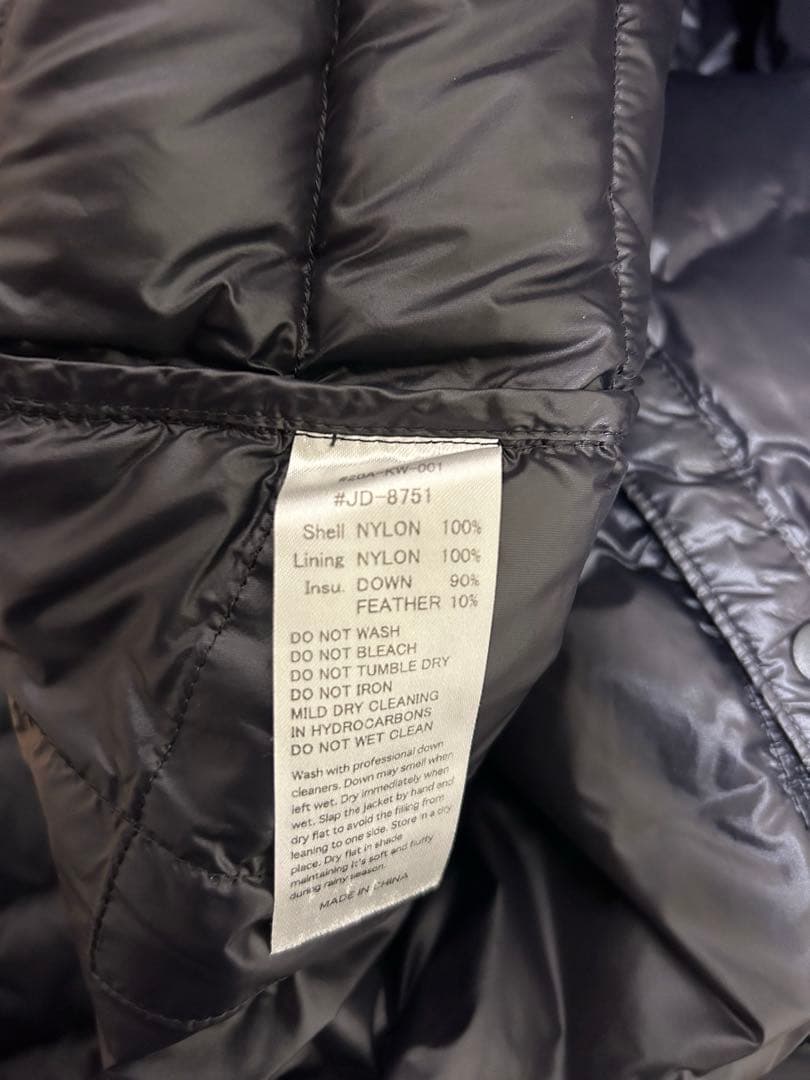 #20A-KW-001
#JD-8751
Shell NYLON 100%
Lining NYLON 100%
Insu. DOWN 90%
FEATHER 10%
DO NOT WASH
DO NOT BLEACH
DO NOT TUMBLE DRY
DO NOT IRON
MILD DRY CLEANING
IN HYDROCARBONS
DO NOT WET CLEAN
Wash with professional down
cleaners. Down may smell when
left wet. Dry immediately when
wet. Slap the jacket by hand and
dry flat to avoid the filling from
leaning to one side. Store in a dry
place. Dry flat in shade
maintaining it's soft and fluffy
during rainy season.
MADE IN CHINA